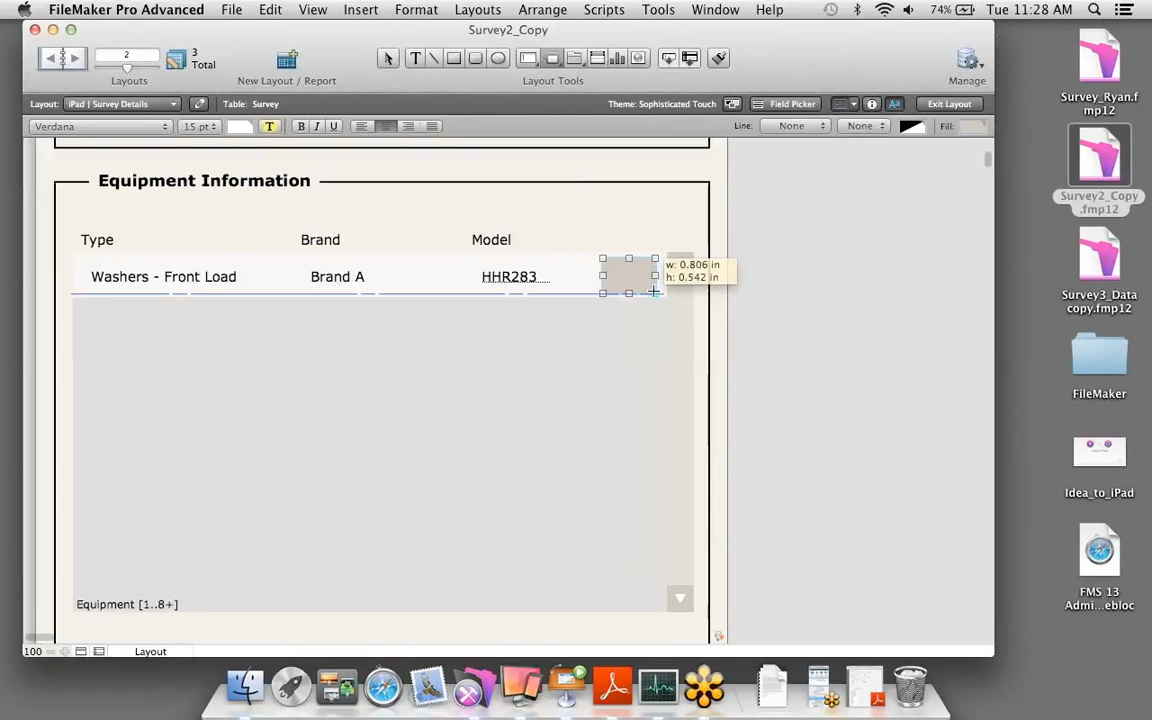 FileMaker Pro Advanced File Edit View Insert Format Layouts Arrange Scripts Tools Window Help 74% Tue 11:28 AM
Survey2_Copy
2
3
Total
Layouts
New Layout / Report
Layout Tools
Manage
Layout: iPad | Survey Details Table: Survey Theme: Sophisticated Touch Field Picker Aa Exit Layout
Verdana 15 pt T B I U Line: None None Fill:
Equipment Information
Type Brand Model
Washers - Front Load Brand A HHR283
w: 0.806 in
h: 0.542 in
Equipment [1..8+]
100 Layout
Survey_Ryan.f
mp12
Survey2_Copy
.fmp12
Survey3_Data
copy.fmp12
FileMaker
Idea_to_iPad
FMS 13
Admi...ebloc